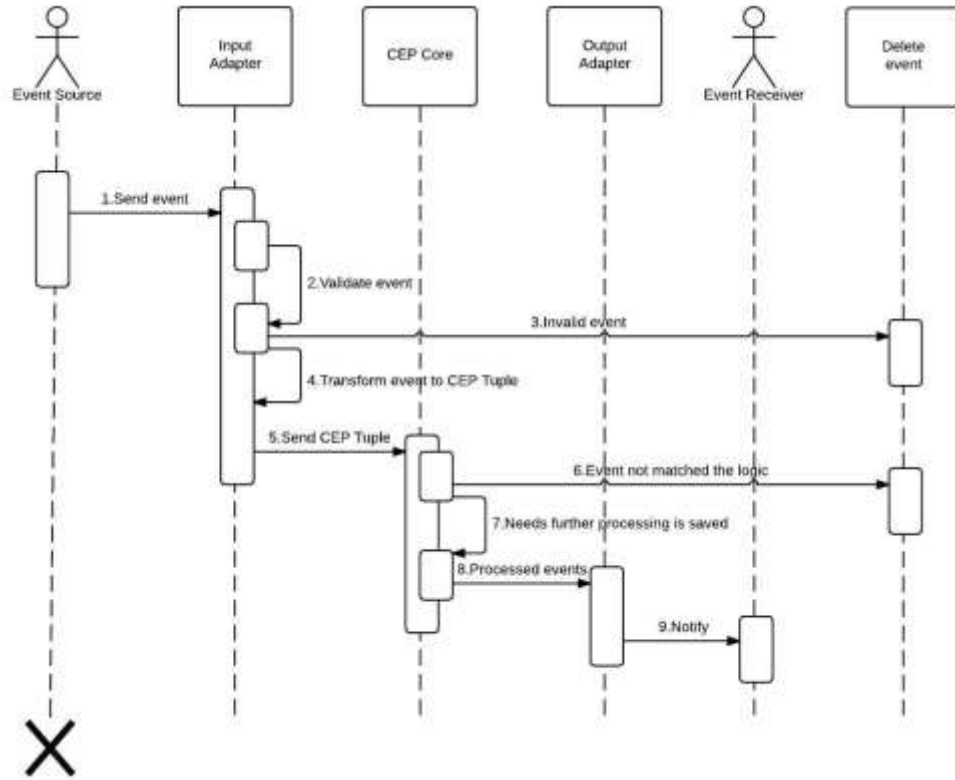 Input
Adapter
CEP Core
Output
Adapter
Delete
event
Event Source
Event Receiver
1.Send event
2.Validate event
3.Invalid event
4.Transform event to CEP Tuple
5.Send CEP Tuple
6.Event not matched the logic
7.Needs further processing is saved
8.Processed events
9.Notify